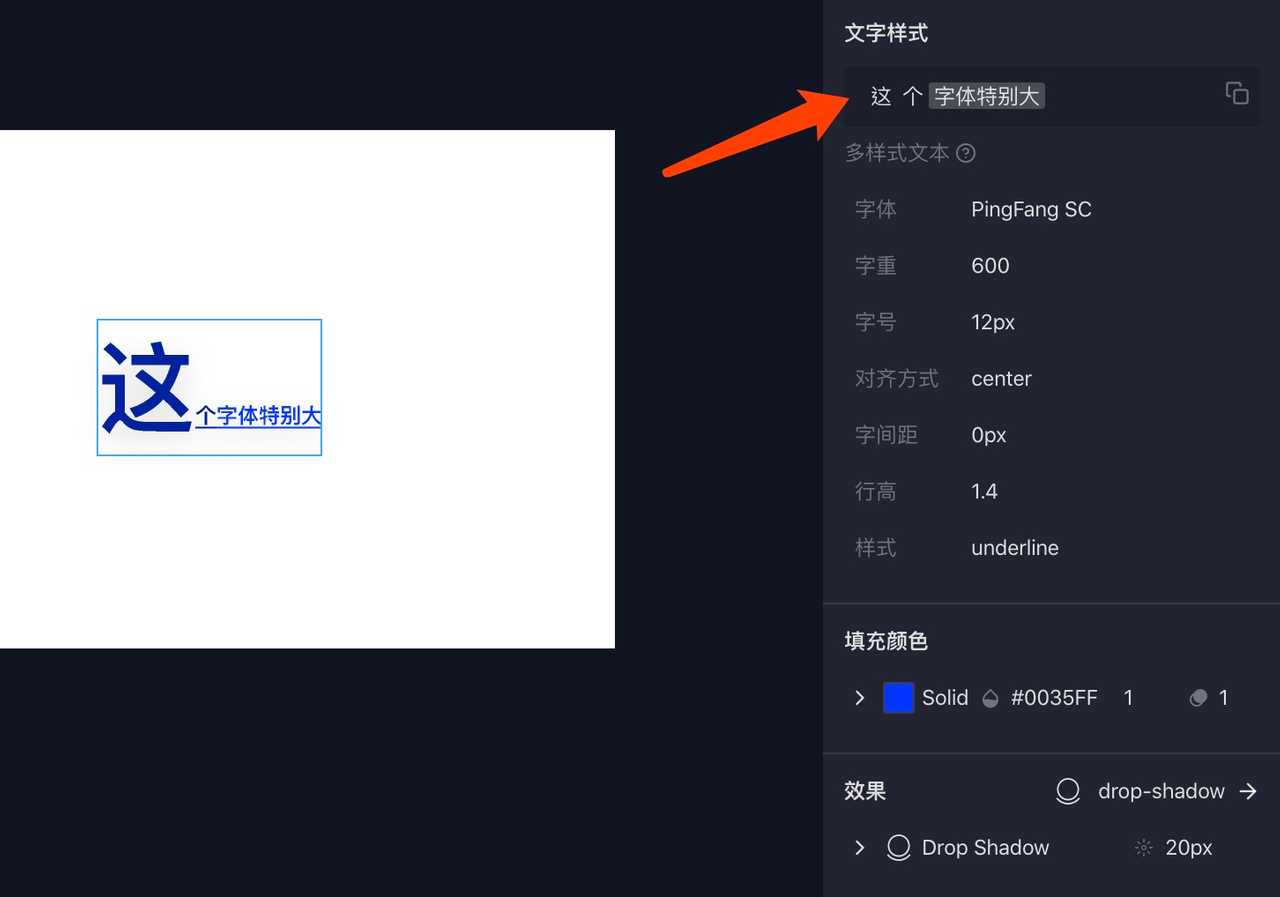 这个字体特别大
文字样式
这 个 字体特别大
多样式文本 ?
字体 PingFang SC
字重 600
字号 12px
对齐方式 center
字间距 0px
行高 1.4
样式 underline
填充颜色
Solid #0035FF 1 1
效果 drop-shadow
Drop Shadow 20px